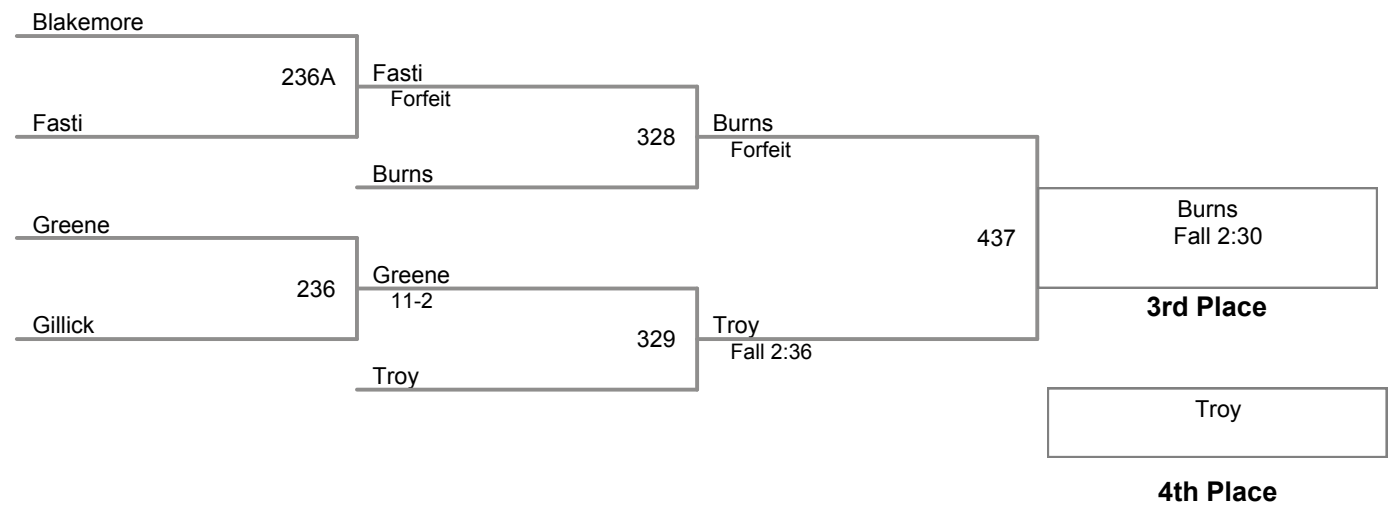 Blakemore
236A
Fasti
Forfeit
Fasti
328
Burns
Forfeit
Burns
Greene
437
Burns
Fall 2:30
236
Greene
11-2
3rd Place
Gillick
329
Troy
Fall 2:36
Troy
Troy
4th Place